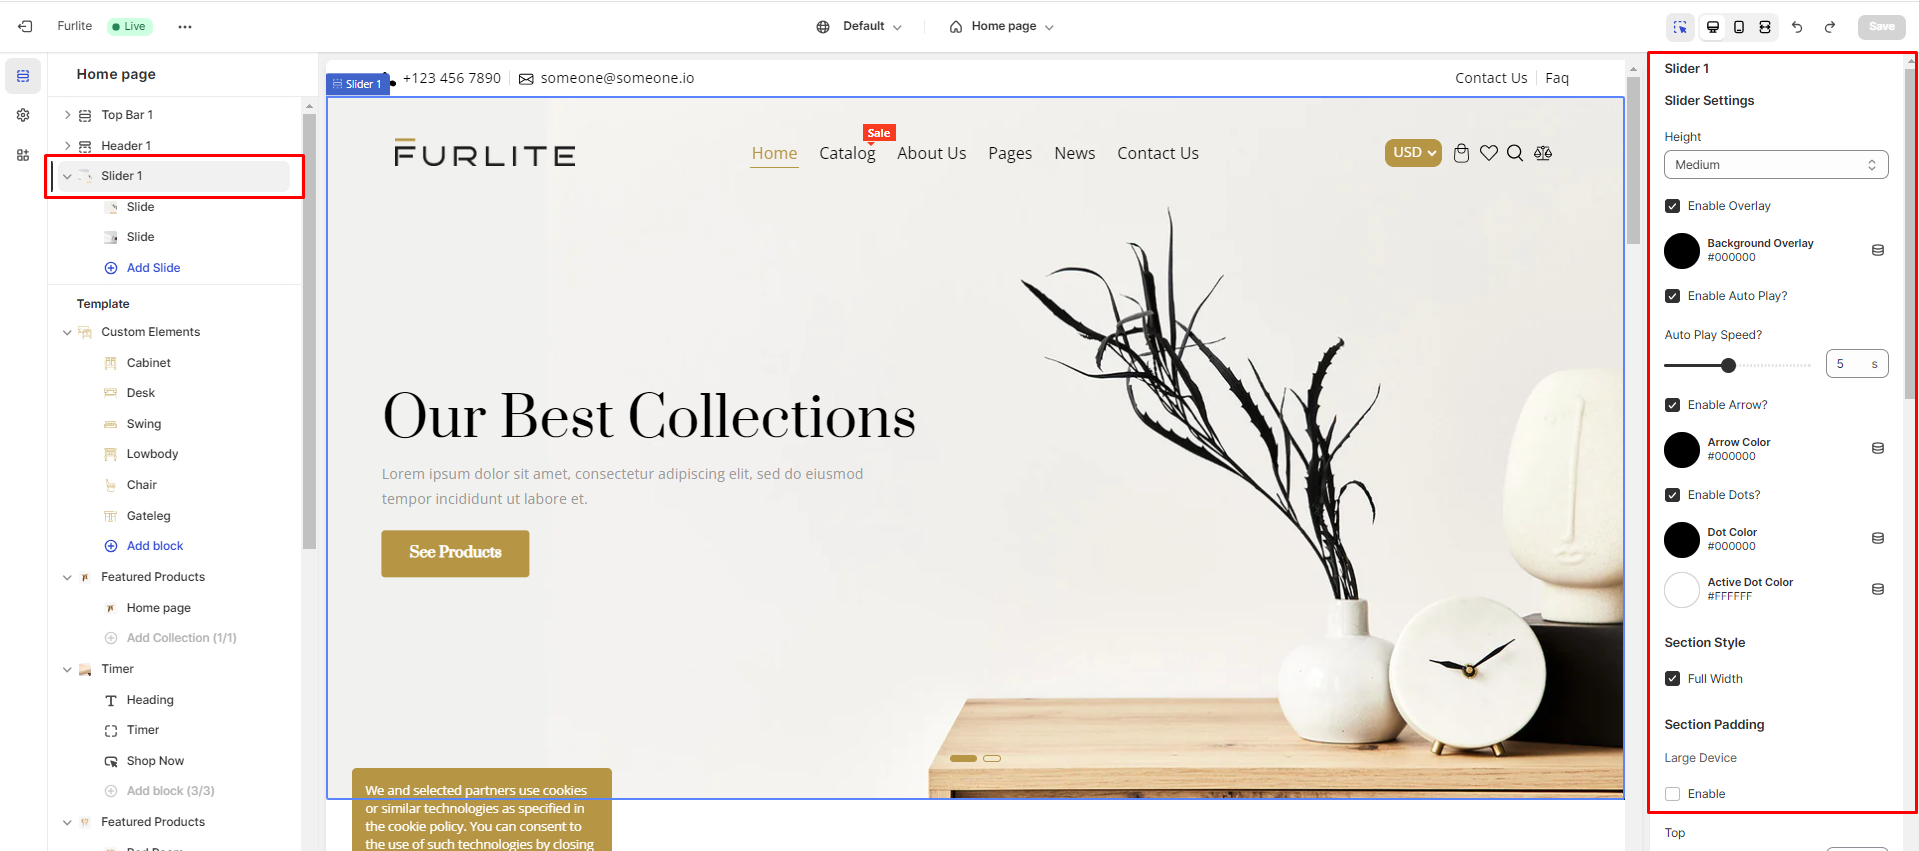 Furlite
Live
Default
Home page
Save
Home page
Top Bar 1
Header 1
Slider 1
Slide
Slide
Add Slide
Template
Custom Elements
Cabinet
Desk
Swing
Lowbody
Chair
Gateleg
Add block
Featured Products
Home page
Add Collection (1/1)
Timer
Heading
Timer
Shop Now
Add block (3/3)
Featured Products
Slider 1
+123 456 7890
someone@someone.io
Contact Us
Faq
FURLITE
Sale
Home
Catalog
About Us
Pages
News
Contact Us
USD
Our Best Collections
Lorem ipsum dolor sit amet, consectetur adipiscing elit, sed do eiusmod
tempor incididunt ut labore et.
See Products
We and selected partners use cookies
or similar technologies as specified in
the cookie policy. You can consent to
the use of such technologies by closing
Slider 1
Slider Settings
Height
Medium
Enable Overlay
Background Overlay
#000000
Enable Auto Play?
Auto Play Speed?
5 s
Enable Arrow?
Arrow Color
#000000
Enable Dots?
Dot Color
#000000
Active Dot Color
#FFFFFF
Section Style
Full Width
Section Padding
Large Device
Enable
Top